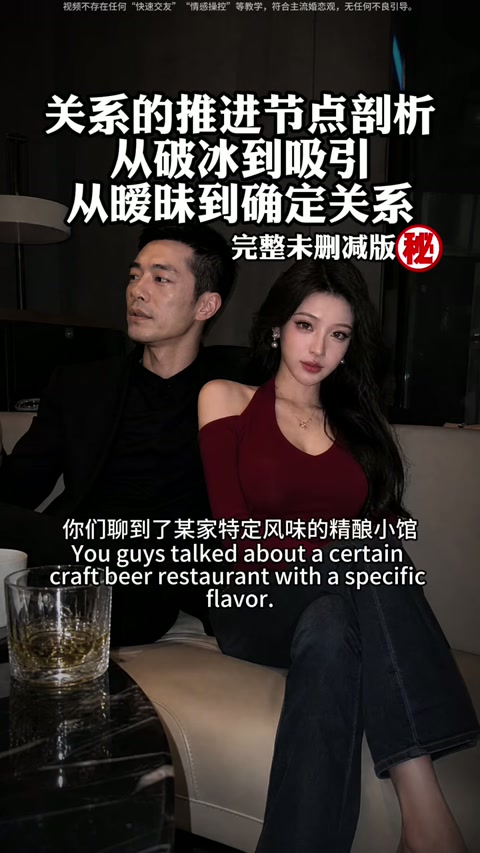 视频不存在任何“快速交友”“情感操控”等教学，符合主流婚恋观，无任何不良引导。
关系的推进节点剖析
从破冰到吸引
从暧昧到确定关系
完整未删减版 秘
你们聊到了某家特定风味的精酿小馆
You guys talked about a certain
craft beer restaurant with a specific
flavor.